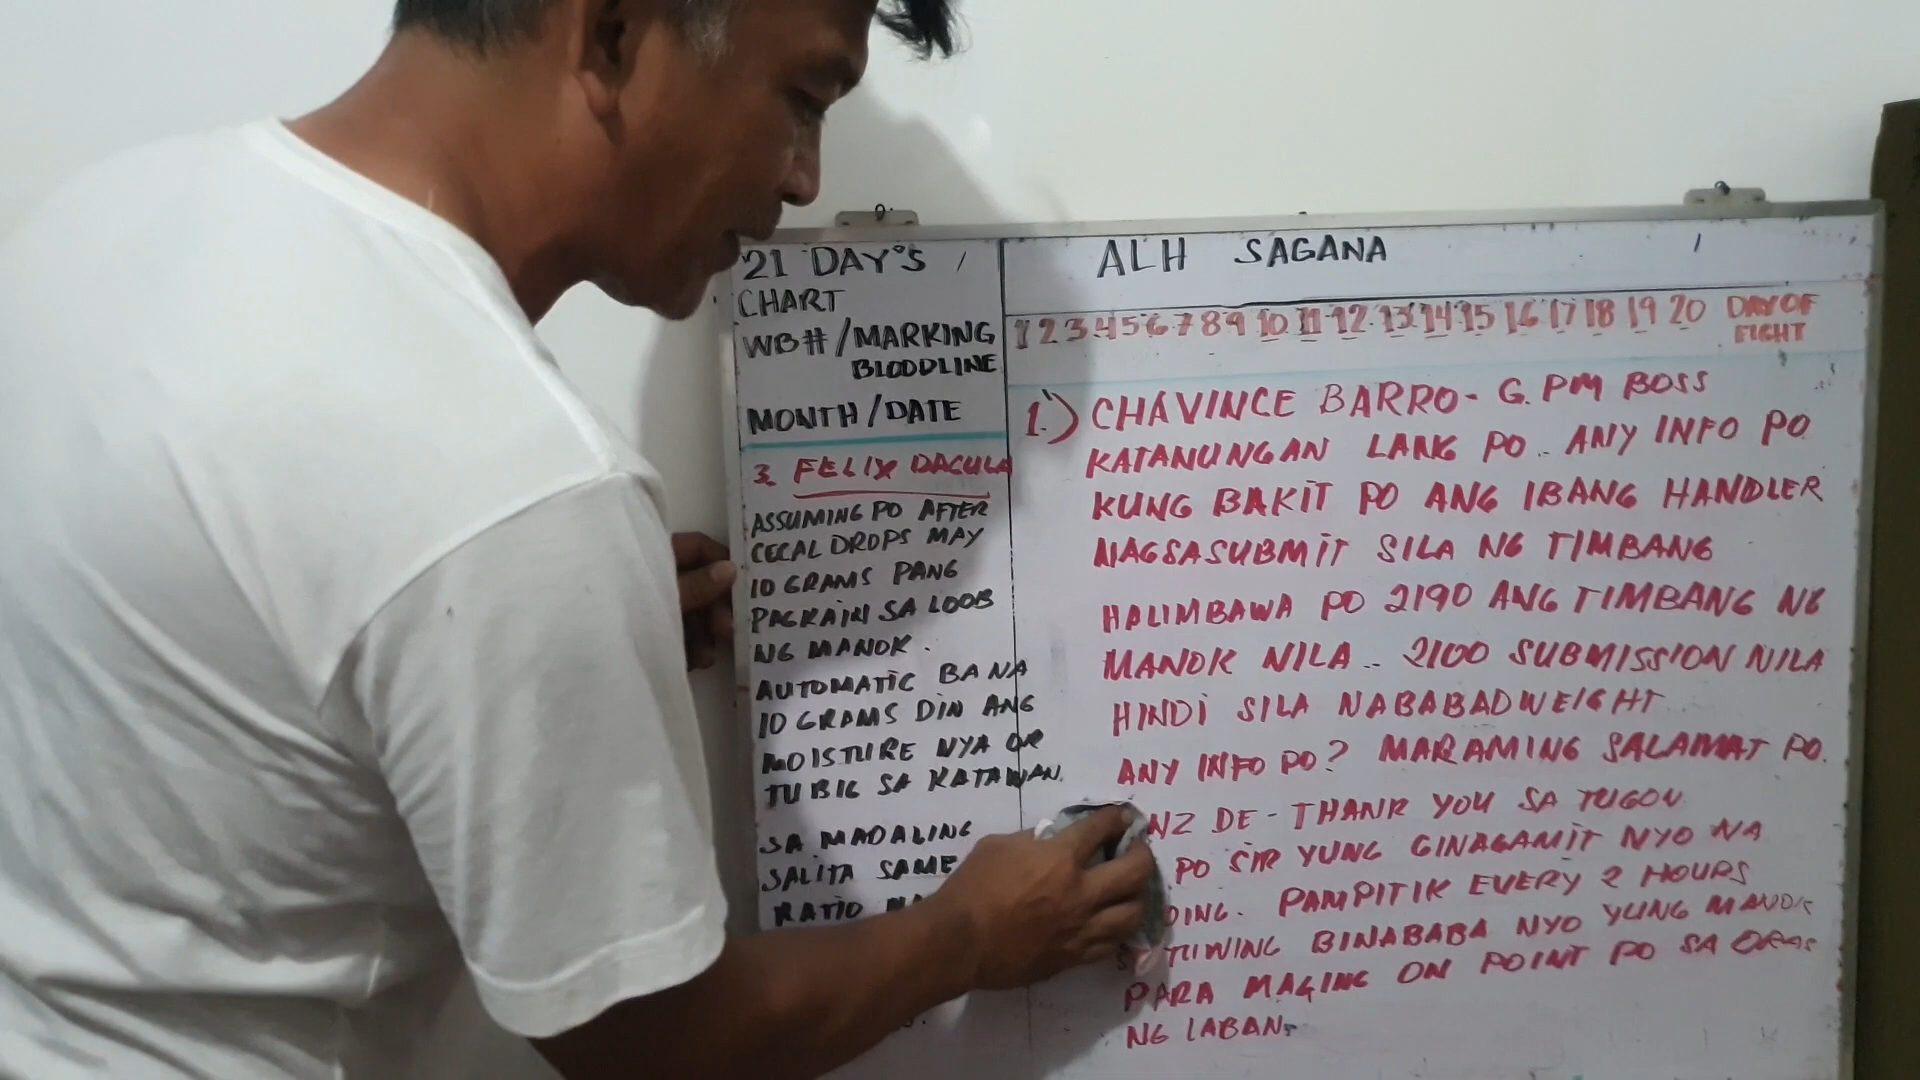 21 DAY'S
CHART
WB# / MARKING
BLOODLINE
MONTH / DATE
3. FELIX DAGULA
ASSUMING PO AFTER
CECAL DROPS MAY
10 GRAMS PANG
PAGKAIN SA LOOB
NG MANOK.
AUTOMATIC BA NA
10 GRAMS DIN ANG
MOISTURE NYA OR
TUBIG SA KATAWAN.
SA MADALING
SALITA SAME
RATIO
ALH SAGANA
1 2 3 4 5 6 7 8 9 10 11 12 13 14 15 16 17 18 19 20 DAY OF
FIGHT
1.) CHAVINCE BARRO - G. PM BOSS
KATANUNGAN LANG PO.. ANY INFO PO
KUNG BAKIT PO ANG IBANG HANDLER
NAGSASUBMIT SILA NG TIMBANG
HALIMBAWA PO 2190 ANG TIMBANG NG
MANOK NILA.. 2100 SUBMISSION NILA
HINDI SILA NABABADWEIGHT
ANY INFO PO? MARAMING SALAMAT PO.
NZ DE - THANK YOU SA TUGON
PO SIR YUNG GINAGAMIT NYO NA
DING. PAMPITIK EVERY 2 HOURS
TUWING BINABABA NYO YUNG MANOK
PARA MAGING ON POINT PO SA ORAS
NG LABAN.